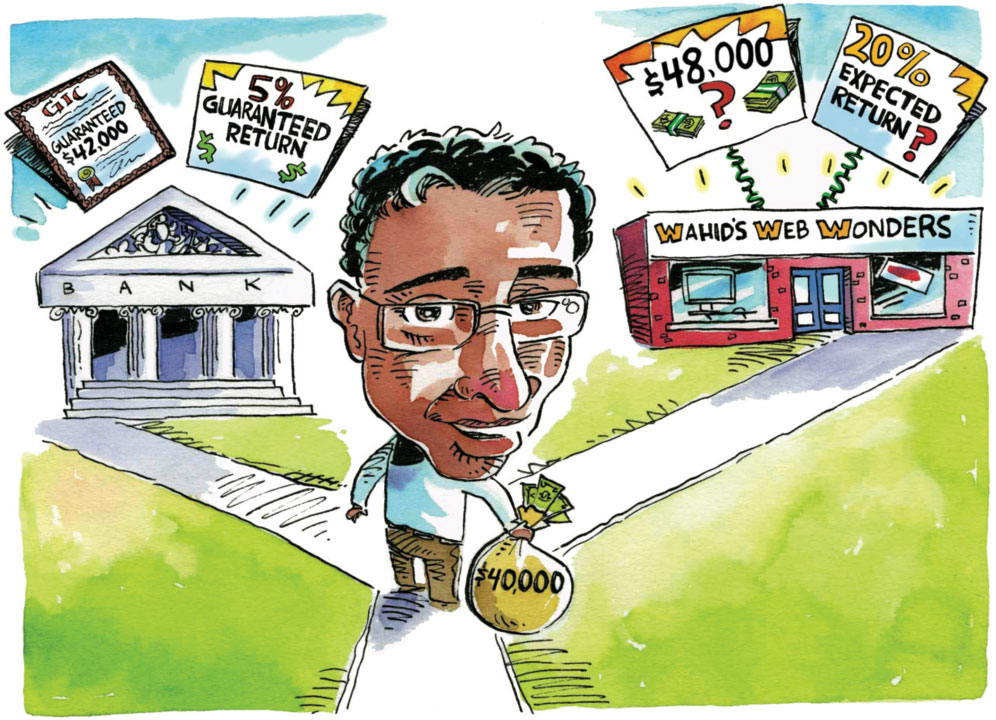 GIC
GUARANTEED
$42,000
5%
GUARANTEED
RETURN
$48,000
?
20%
EXPECTED
RETURN?
BANK
WAHID'S WEB WONDERS
$40,000